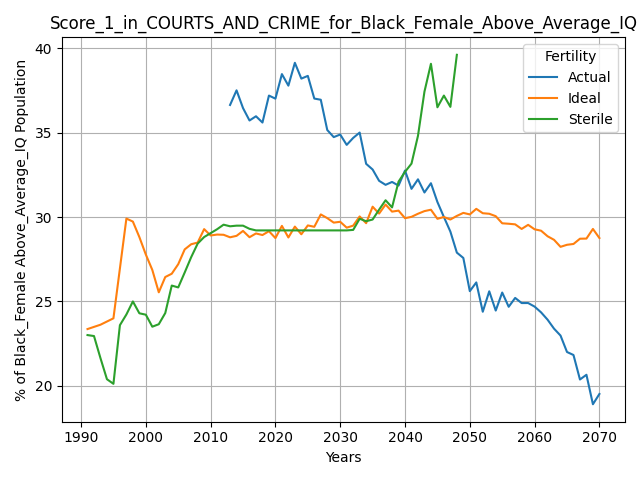 Score_1_in_COURTS_AND_CRIME_for_Black_Female_Above_Average_IQ
% of Black_Female Above_Average_IQ Population
40
35
30
25
20
Fertility
Actual
Ideal
Sterile
1990 2000 2010 2020 2030 2040 2050 2060 2070
Years